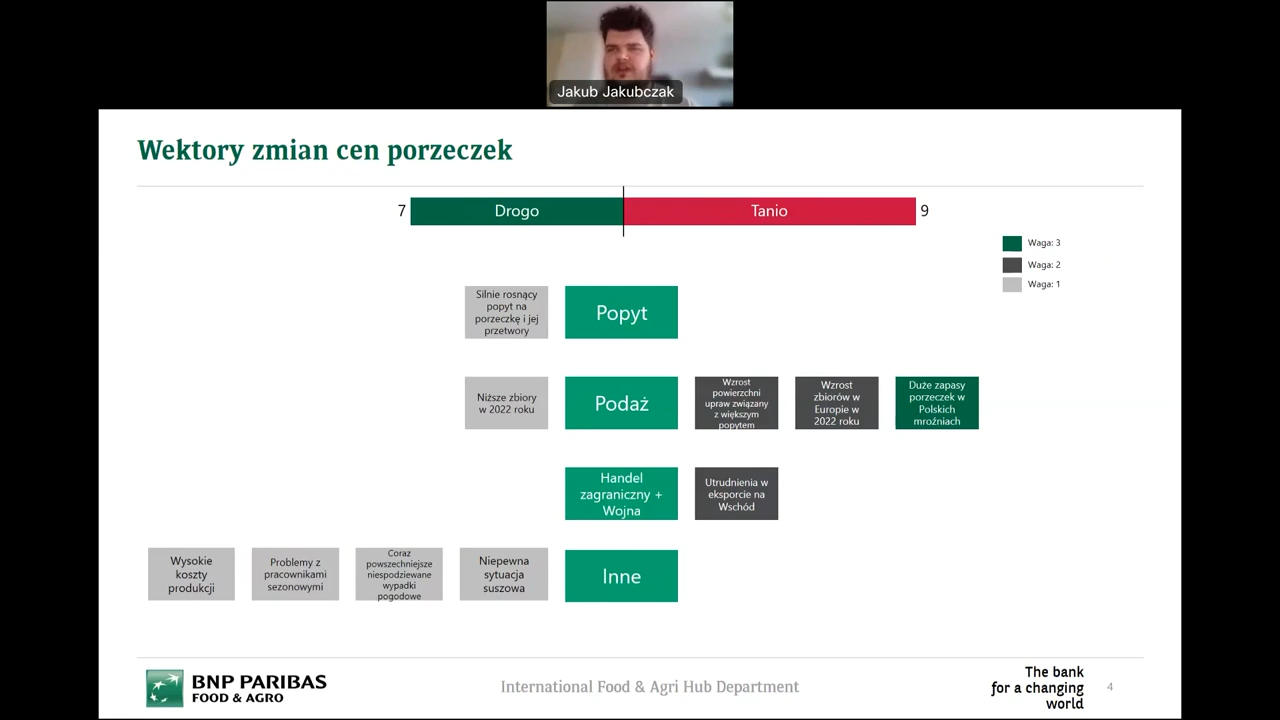 Jakub Jakubczak
Wektory zmian cen porzeczek
7
Drogo
Tanio
9
Waga: 3
Waga: 2
Waga: 1
Silnie rosnący
popyt na
porzeczkę i jej
przetwory
Popyt
Niższe zbiory
w 2022 roku
Podaż
Wzrost
powierzchni
upraw związany
z większym
popytem
Wzrost
zbiorów w
Europie w
2022 roku
Duże zapasy
porzeczek w
Polskich
mroźniach
Handel
zagraniczny +
Wojna
Utrudnienia w
eksporcie na
Wschód
Wysokie
koszty
produkcji
Problemy z
pracownikami
sezonowymi
Coraz
powszechniejsze
niespodziewane
wypadki
pogodowe
Niepewna
sytuacja
suszowa
Inne
BNP PARIBAS
FOOD & AGRO
International Food & Agri Hub Department
The bank
for a changing
world
4